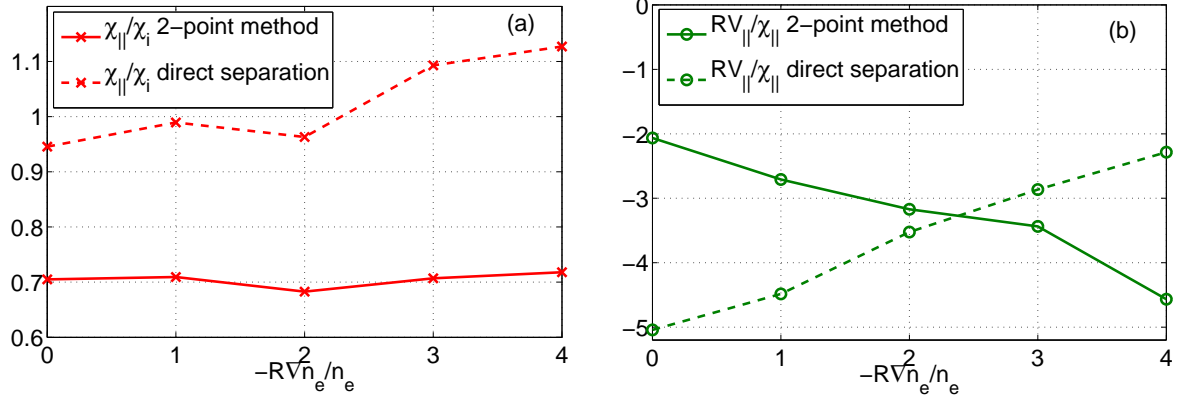 (a)
χ||/χi 2−point method
χ||/χi direct separation
1.1
1
0.9
0.8
0.7
0.6
0 1 2 3 4
−R∇ne/ne
(b)
RV||/χ|| 2−point method
RV||/χ|| direct separation
0
−1
−2
−3
−4
−5
0 1 2 3 4
−R∇ne/ne